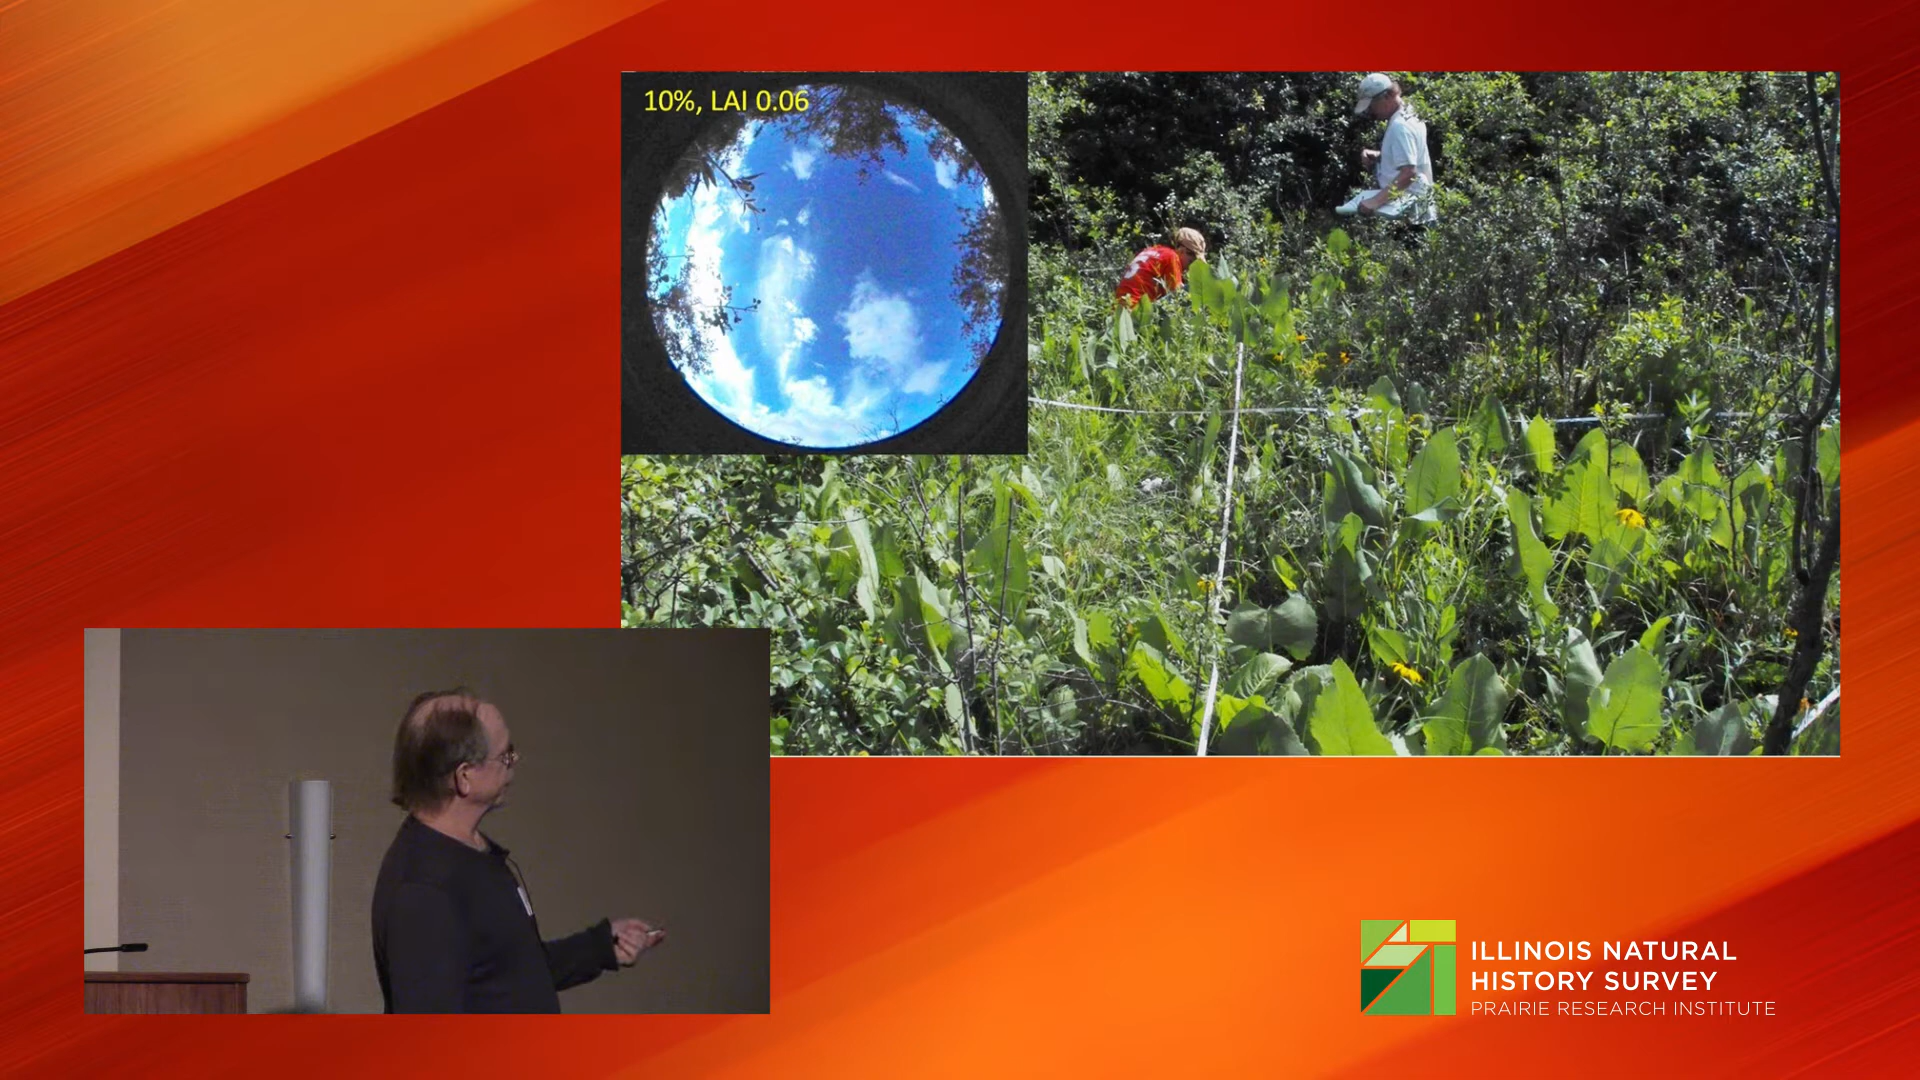 10%, LAI 0.06
ILLINOIS NATURAL
HISTORY SURVEY
PRAIRIE RESEARCH INSTITUTE